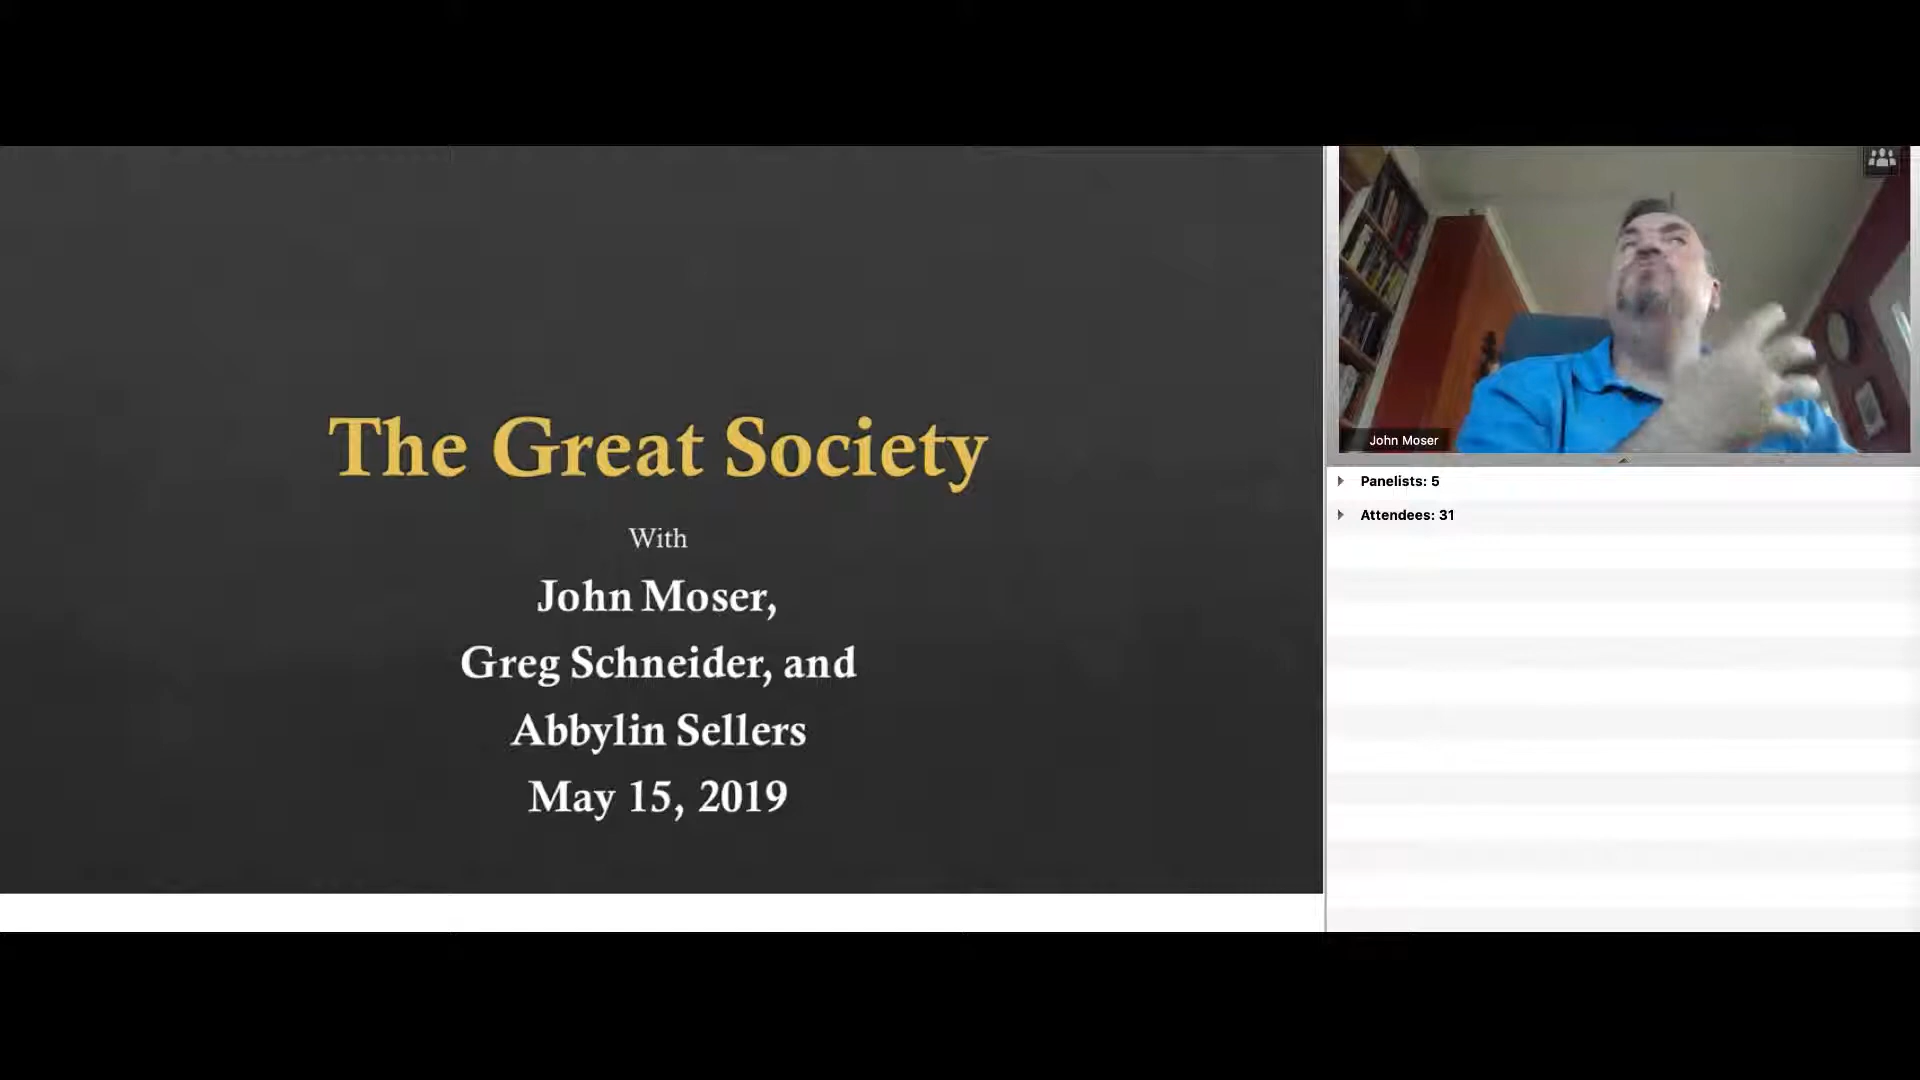 The Great Society
With
John Moser,
Greg Schneider, and
Abbylin Sellers
May 15, 2019
John Moser
Panelists: 5
Attendees: 31